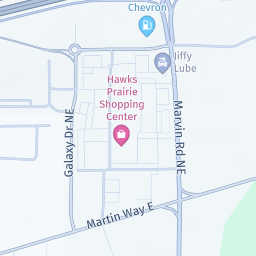 Chevron
Jiffy
Lube
Hawks
Prairie
Shopping
Center
Galaxy Dr NE
Marvin Rd NE
Martin Way E